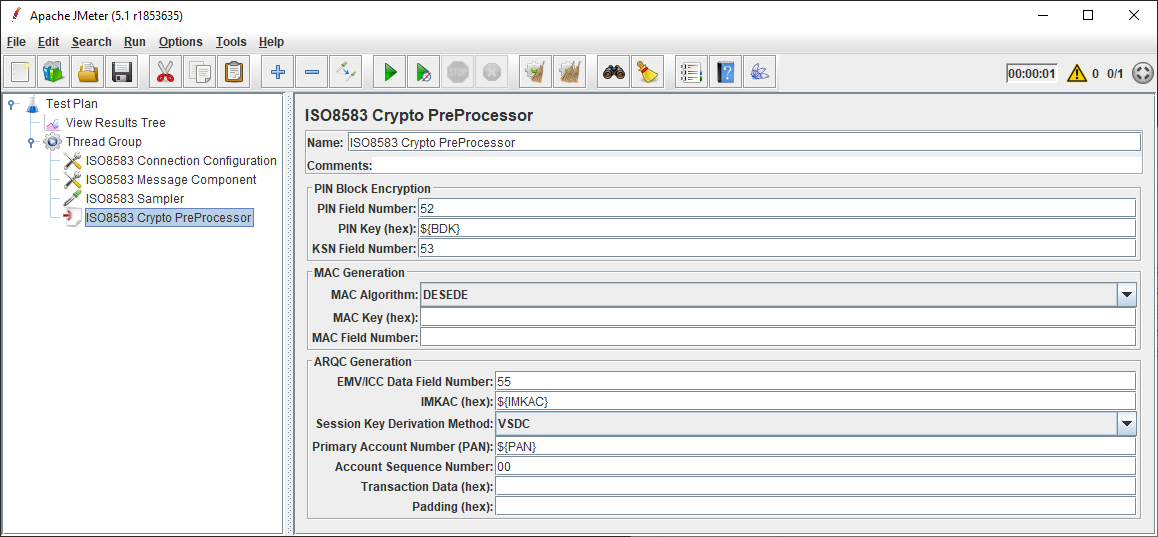 Apache JMeter (5.1 r1853635)
File Edit Search Run Options Tools Help
STOP ? 00:00:01 0 0/1
Test Plan
View Results Tree
Thread Group
ISO8583 Connection Configuration
ISO8583 Message Component
ISO8583 Sampler
ISO8583 Crypto PreProcessor
ISO8583 Crypto PreProcessor
Name: ISO8583 Crypto PreProcessor
Comments:
PIN Block Encryption
PIN Field Number: 52
PIN Key (hex): ${BDK}
KSN Field Number: 53
MAC Generation
MAC Algorithm: DESEDE
MAC Key (hex):
MAC Field Number:
ARQC Generation
EMV/ICC Data Field Number: 55
IMKAC (hex): ${IMKAC}
Session Key Derivation Method: VSDC
Primary Account Number (PAN): ${PAN}
Account Sequence Number: 00
Transaction Data (hex):
Padding (hex):